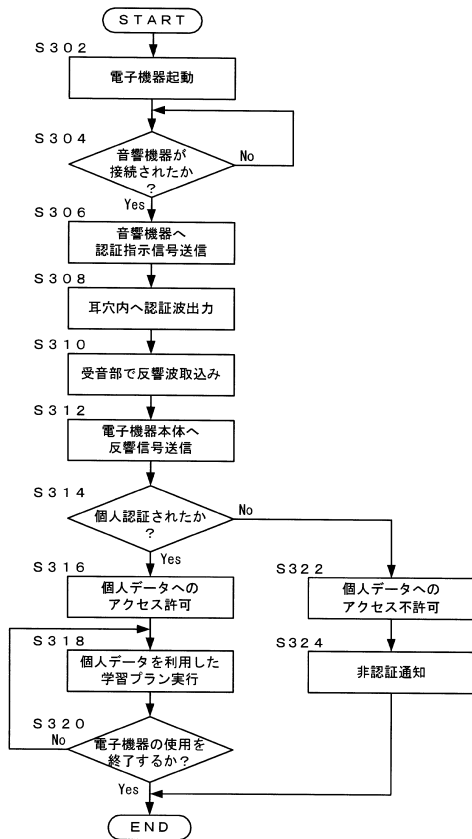 START
S302
電子機器起動
S304
音響機器が
接続されたか
?
No
Yes
S306
音響機器へ
認証指示信号送信
S308
耳穴内へ認証波出力
S310
受音部で反響波取込み
S312
電子機器本体へ
反響信号送信
S314
個人認証されたか
?
No
Yes
S316
個人データへの
アクセス許可
S318
個人データを利用した
学習プラン実行
S320
電子機器の使用を
終了するか?
No
Yes
S322
個人データへの
アクセス不許可
S324
非認証通知
END